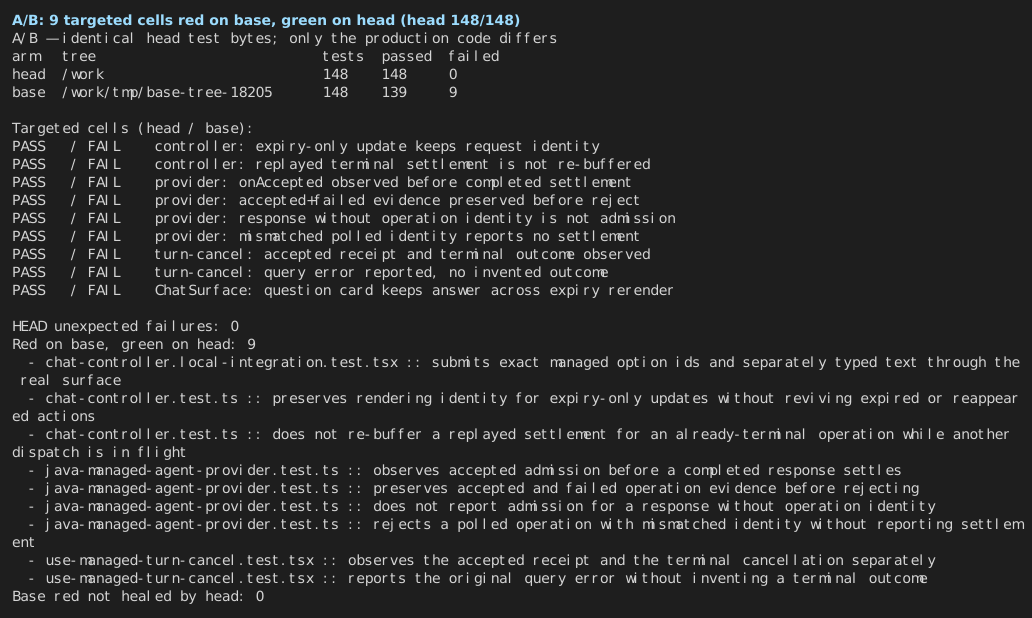 A/B: 9 targeted cells red on base, green on head (head 148/148)
A/B — identical head test bytes; only the production code differs
arm tree tests passed failed
head /work 148 148 0
base /work/tmp/base-tree-18205 148 139 9
Targeted cells (head / base):
PASS / FAIL controller: expiry-only update keeps request identity
PASS / FAIL controller: replayed terminal settlement is not re-buffered
PASS / FAIL provider: onAccepted observed before completed settlement
PASS / FAIL provider: accepted+failed evidence preserved before reject
PASS / FAIL provider: response without operation identity is not admission
PASS / FAIL provider: mismatched polled identity reports no settlement
PASS / FAIL turn-cancel: accepted receipt and terminal outcome observed
PASS / FAIL turn-cancel: query error reported, no invented outcome
PASS / FAIL ChatSurface: question card keeps answer across expiry rerender
HEAD unexpected failures: 0
Red on base, green on head: 9
- chat-controller.local-integration.test.tsx :: submits exact managed option ids and separately typed text through the
real surface
- chat-controller.test.ts :: preserves rendering identity for expiry-only updates without reviving expired or reappear
ed actions
- chat-controller.test.ts :: does not re-buffer a replayed settlement for an already-terminal operation while another
dispatch is in flight
- java-managed-agent-provider.test.ts :: observes accepted admission before a completed response settles
- java-managed-agent-provider.test.ts :: preserves accepted and failed operation evidence before rejecting
- java-managed-agent-provider.test.ts :: does not report admission for a response without operation identity
- java-managed-agent-provider.test.ts :: rejects a polled operation with mismatched identity without reporting settlem
ent
- use-managed-turn-cancel.test.tsx :: observes the accepted receipt and the terminal cancellation separately
- use-managed-turn-cancel.test.tsx :: reports the original query error without inventing a terminal outcome
Base red not healed by head: 0